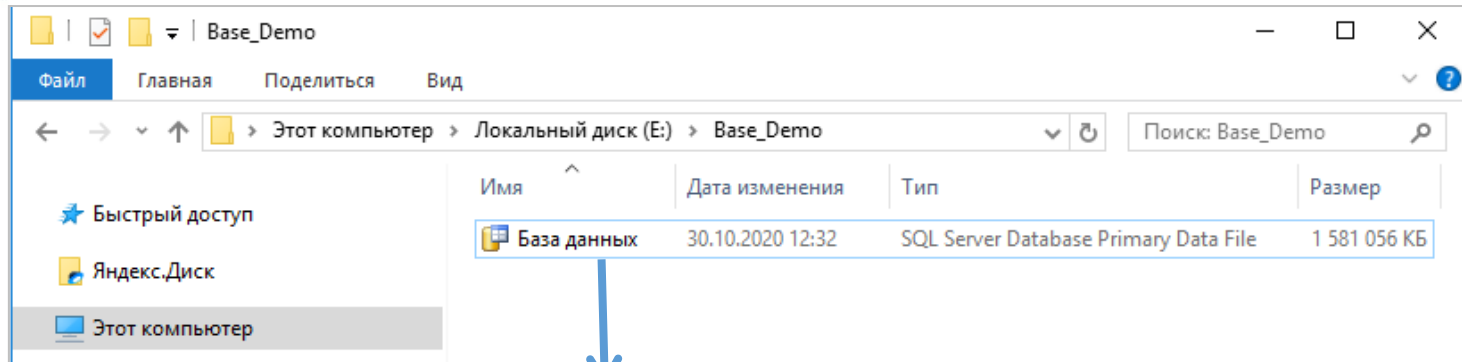 Base_Demo
Файл Главная Поделиться Вид
Этот компьютер > Локальный диск (E:) > Base_Demo Поиск: Base_Demo
Имя Дата изменения Тип Размер
Быстрый доступ
База данных 30.10.2020 12:32 SQL Server Database Primary Data File 1 581 056 КБ
Яндекс.Диск
Этот компьютер